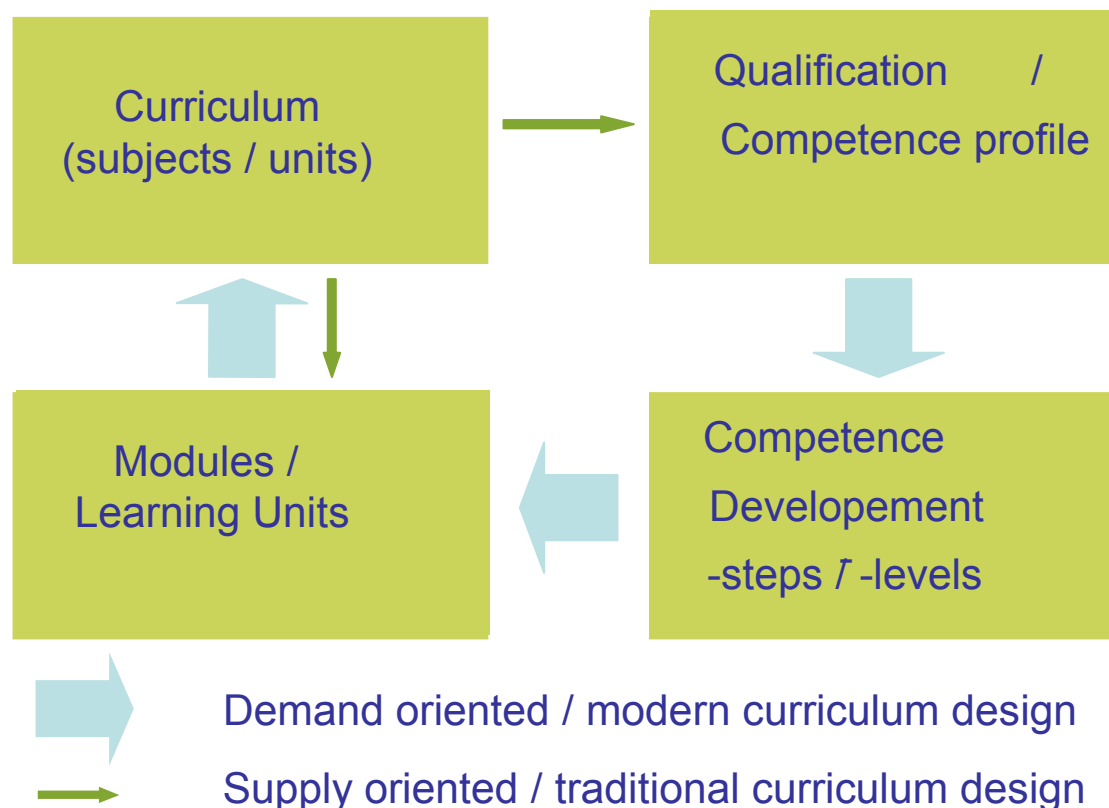 Curriculum
(subjects / units)
Qualification /
Competence profile
Modules /
Learning Units
Competence
Developement
-steps / -levels
Demand oriented / modern curriculum design
Supply oriented / traditional curriculum design